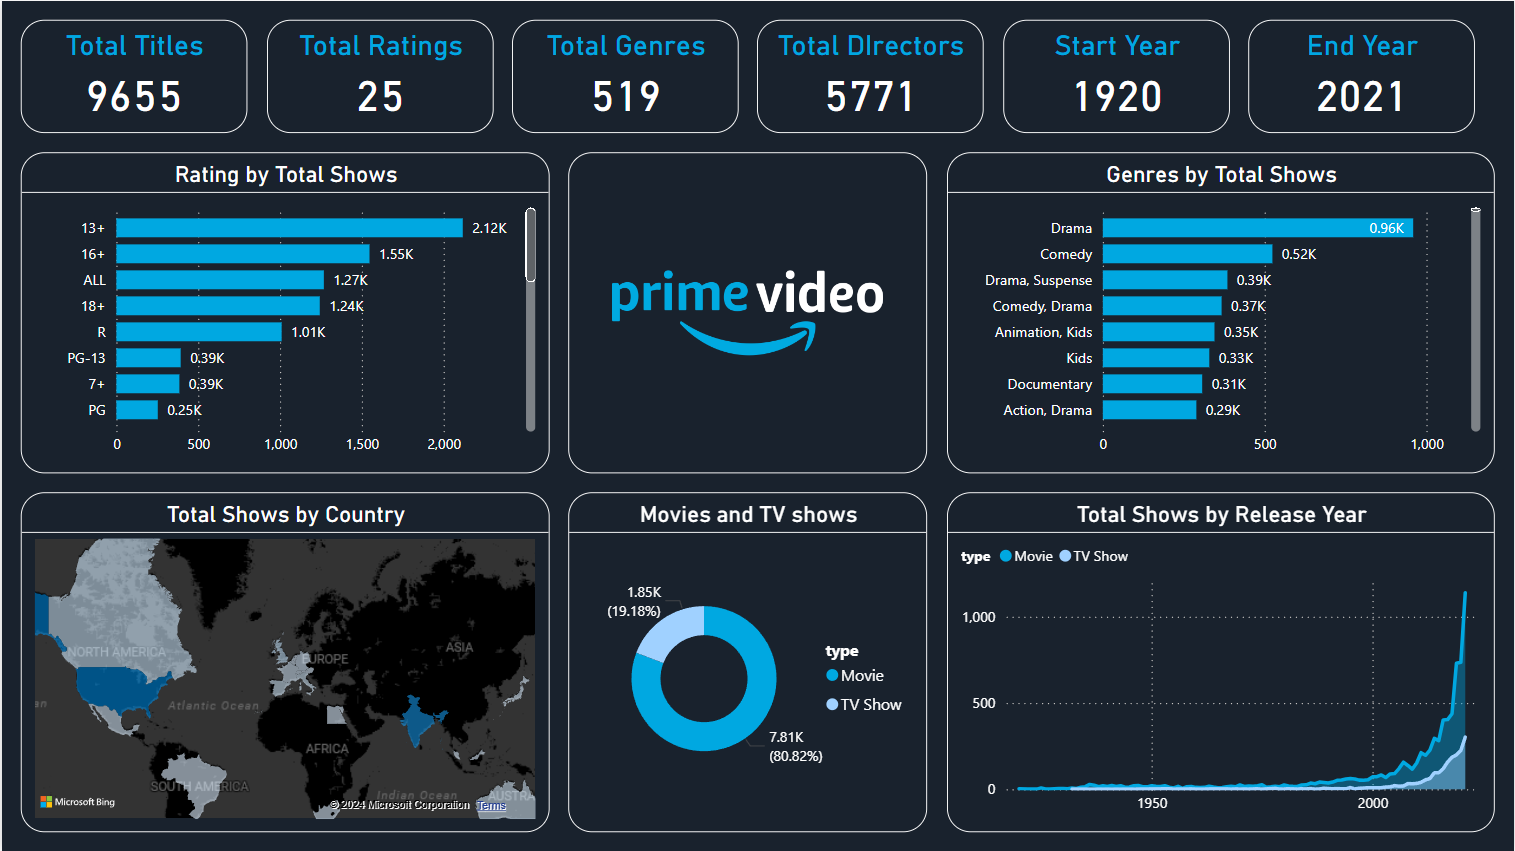 Total Titles
9655
Total Ratings
25
Total Genres
519
Total DIrectors
5771
Start Year
1920
End Year
2021
Rating by Total Shows
13+ 2.12K
16+ 1.55K
ALL 1.27K
18+ 1.24K
R 1.01K
PG-13 0.39K
7+ 0.39K
PG 0.25K
0 500 1,000 1,500 2,000
prime video
Genres by Total Shows
Drama 0.96K
Comedy 0.52K
Drama, Suspense 0.39K
Comedy, Drama 0.37K
Animation, Kids 0.35K
Kids 0.33K
Documentary 0.31K
Action, Drama 0.29K
0 500 1,000
Total Shows by Country
NORTH AMERICA
EUROPE
ASIA
an
Atlantic Ocean
AFRICA
SOUTH AMERICA
Indian Ocean
AUSTRA
Microsoft Bing
© 2024 Microsoft Corporation Terms
Movies and TV shows
1.85K
(19.18%)
type
Movie
TV Show
7.81K
(80.82%)
Total Shows by Release Year
type Movie TV Show
1,000
500
0
1950 2000